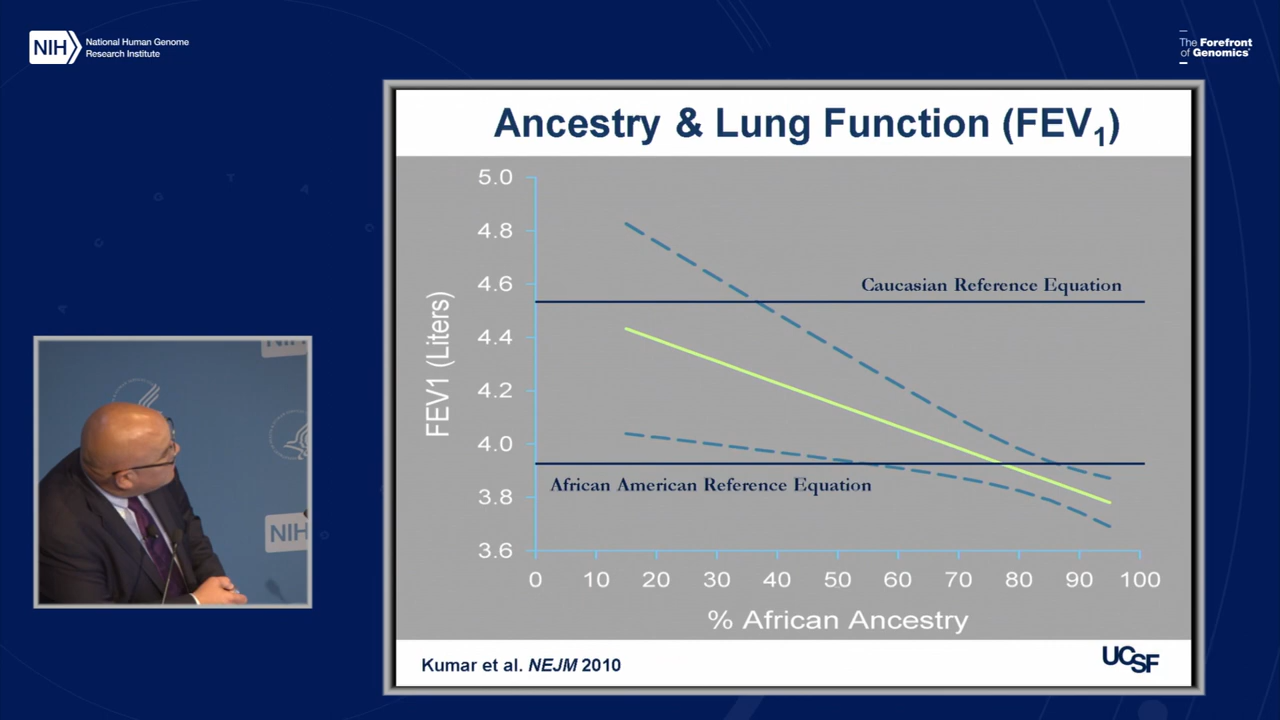 NIH National Human Genome
Research Institute
The Forefront
of Genomics®
Ancestry & Lung Function (FEV1)
5.0
4.8
4.6
4.4
4.2
4.0
3.8
3.6
FEV1 (Liters)
Caucasian Reference Equation
African American Reference Equation
0 10 20 30 40 50 60 70 80 90 100
% African Ancestry
Kumar et al. NEJM 2010
UCSF
NIH
NIH
T
A